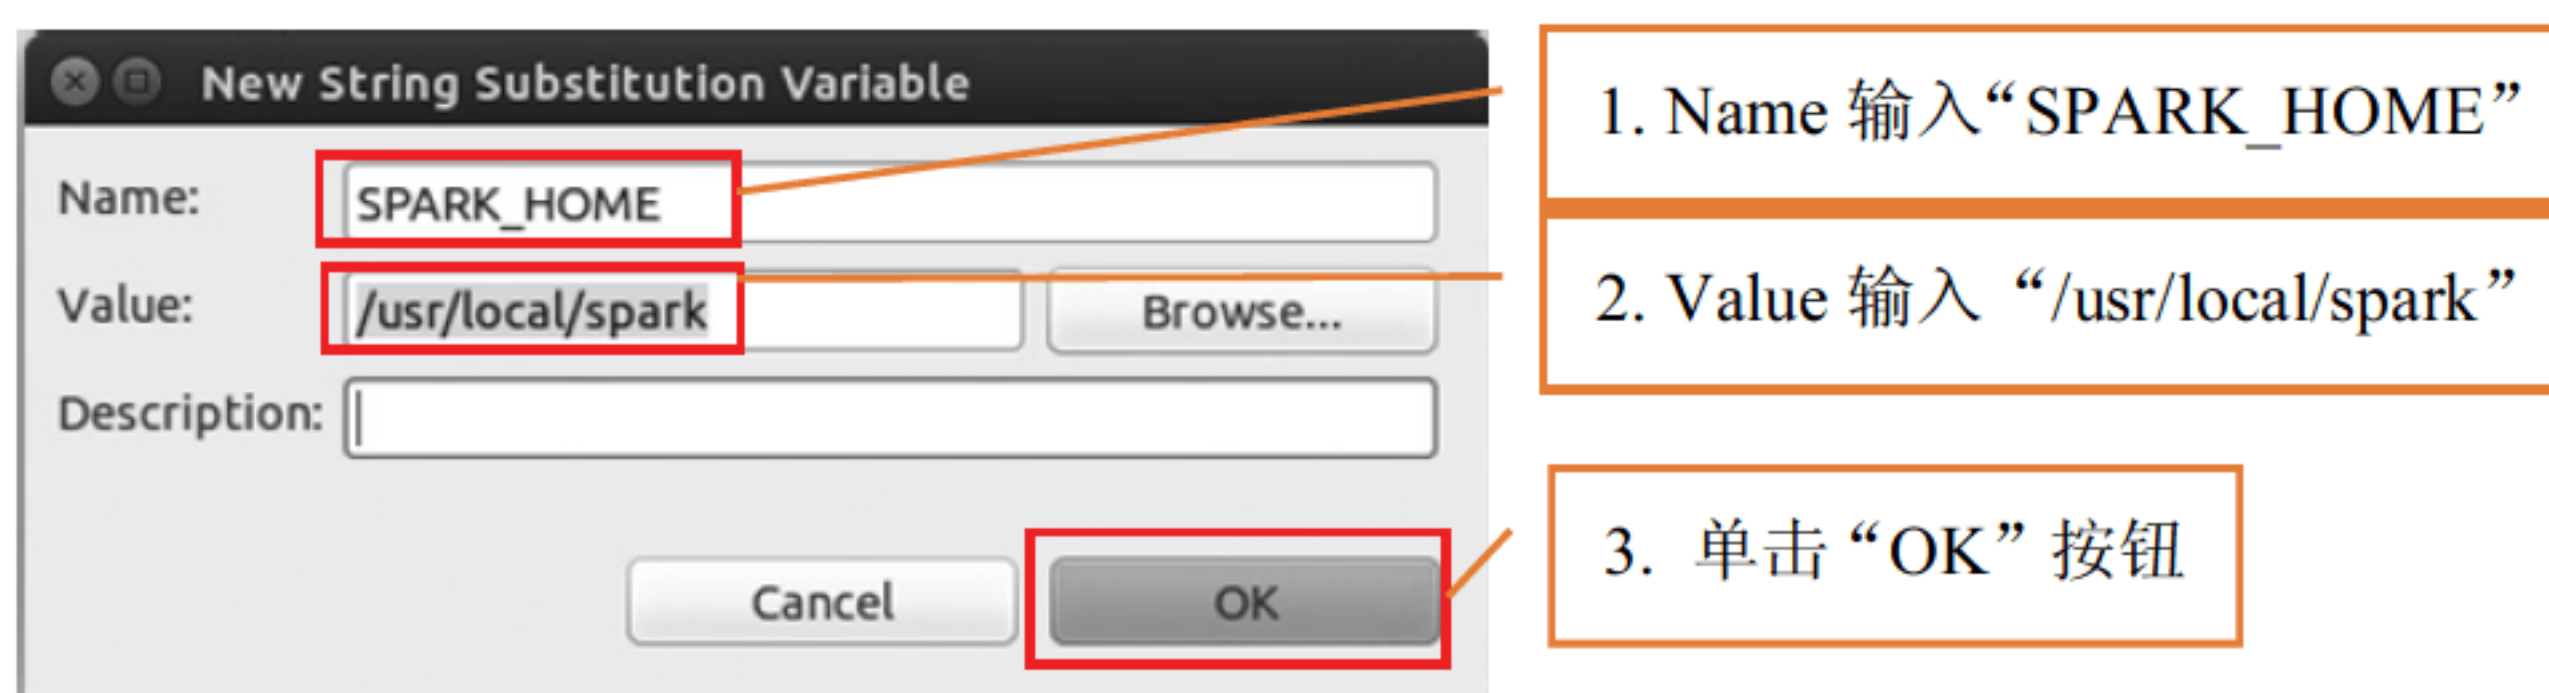 New String Substitution Variable
Name: SPARK_HOME
Value: /usr/local/spark Browse...
Description:
Cancel OK
1. Name 输入“SPARK_HOME”
2. Value 输入 “/usr/local/spark”
3. 单击 “OK” 按钮